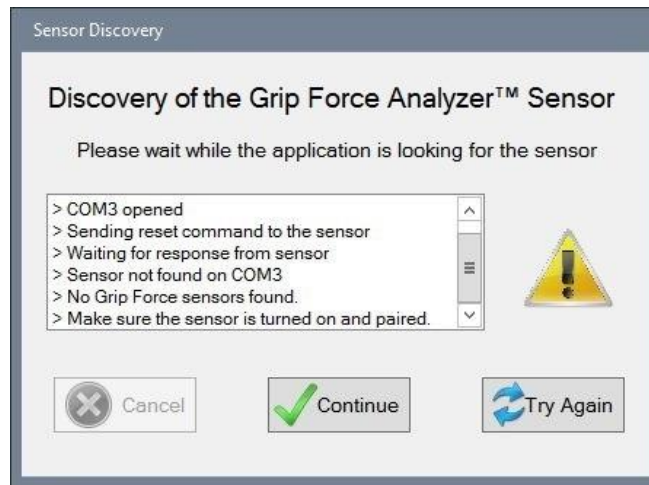 Sensor Discovery
Discovery of the Grip Force Analyzer™ Sensor
Please wait while the application is looking for the sensor
> COM3 opened
> Sending reset command to the sensor
> Waiting for response from sensor
> Sensor not found on COM3
> No Grip Force sensors found.
> Make sure the sensor is turned on and paired.
Cancel
Continue
Try Again